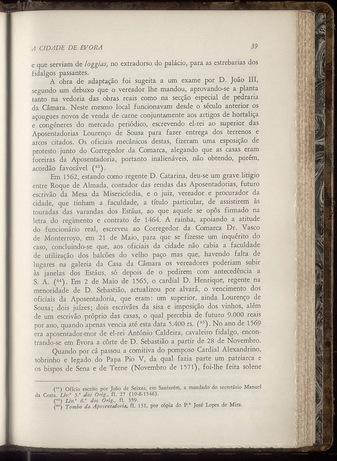 A CIDADE DE EVORA 39
e que serviam de loggias, no extradorso do palácio, para as estrebarias dos
fidalgos passantes.
A obra de adaptação foi sugeita a um exame por D. João III,
segundo um debuxo que o vereador lhe mandou, aprovando-se a planta
tanto na vedoria das obras reais como na secção especial de pedraria
da Câmara. Neste mesmo local funcionavam desde o século anterior os
açougues novos de venda de carne conjuntamente aos artigos de hortaliça
e congéneres do mercado periódico, escrevendo el-rei ao superior das
Aposentadorias Lourenço de Sousa para fazer entrega dos terrenos e
arcos citados. Os oficiais mecânicos destas, fizeram uma exposição de
protesto junto do Corregedor da Comarca, alegando que as casas eram
foreiras da Aposentadoria, portanto inalienáveis, não obtendo, porém,
acordão favorável (⁴³).
Em 1562, estando como regente D. Catarina, deu-se um grave litígio
entre Roque de Almada, contador das rendas das Aposentadorias, futuro
escrivão da Mesa da Misericórdia, e o juiz, vereador e procurador da
cidade, que tinham a faculdade, a título particular, de assistirem às
touradas das varandas do Estáus, ao que aquele se opôs firmado na
letra do regimento e contrato de 1464. A rainha, apoiando a atitude
do funcionário real, escreveu ao Corregedor da Comarca Dr. Vasco
de Monterroyo, em 21 de Maio, para que se fizesse um inquérito do
caso, concluindo-se que, aos oficiais da cidade não cabia a faculdade
de utilização dos balcões do velho paço mas que, havendo falta de
lugares na galeria da Casa da Câmara os vereadores poderiam subir
às janelas dos Estáus, só depois de o pedirem com antecedência a
S. A. (⁴⁴). Em 2 de Maio de 1565, o cardial D. Henrique, regente na
menoridade de D. Sebastião, actualizou por alvará, o vencimento dos
oficiais da Aposentadoria, que eram: um superior, ainda Lourenço de
Sousa; dois juízes; dois escrivães da sisa e imposição dos vinhos, além
de um escrivão próprio das casas, o qual percebia de futuro 9.000 reais
por ano, quando apenas vencia até esta data 5.400 rs. (⁴⁵). No ano de 1569
era aposentador-mor de el-rei António Caldeira, cavaleiro fidalgo, encon-
trando-se em Évora a côrte de D. Sebastião a partir de 28 de Novembro.
Quando por cá passou a comitiva do pomposo Cardial Alexandrino,
sobrinho e legado do Papa Pio V, da qual fazia parte um patriarca e
os bispos de Sena e de Terne (Novembro de 1571), foi-lhe feita solene
(⁴³) Ofício escrito por João de Seixas, em Santarém, a mandado do secretário Manuel
da Costa. Liv.º 5.º dos Orig., fl. 27 (10-8-1546).
(⁴⁴) Liv.º 6.º dos Orig., fl. 359.
(⁴⁵) Tombo da Aposentadoria, fl. 131, por cópia do P.e José Lopes de Mira.